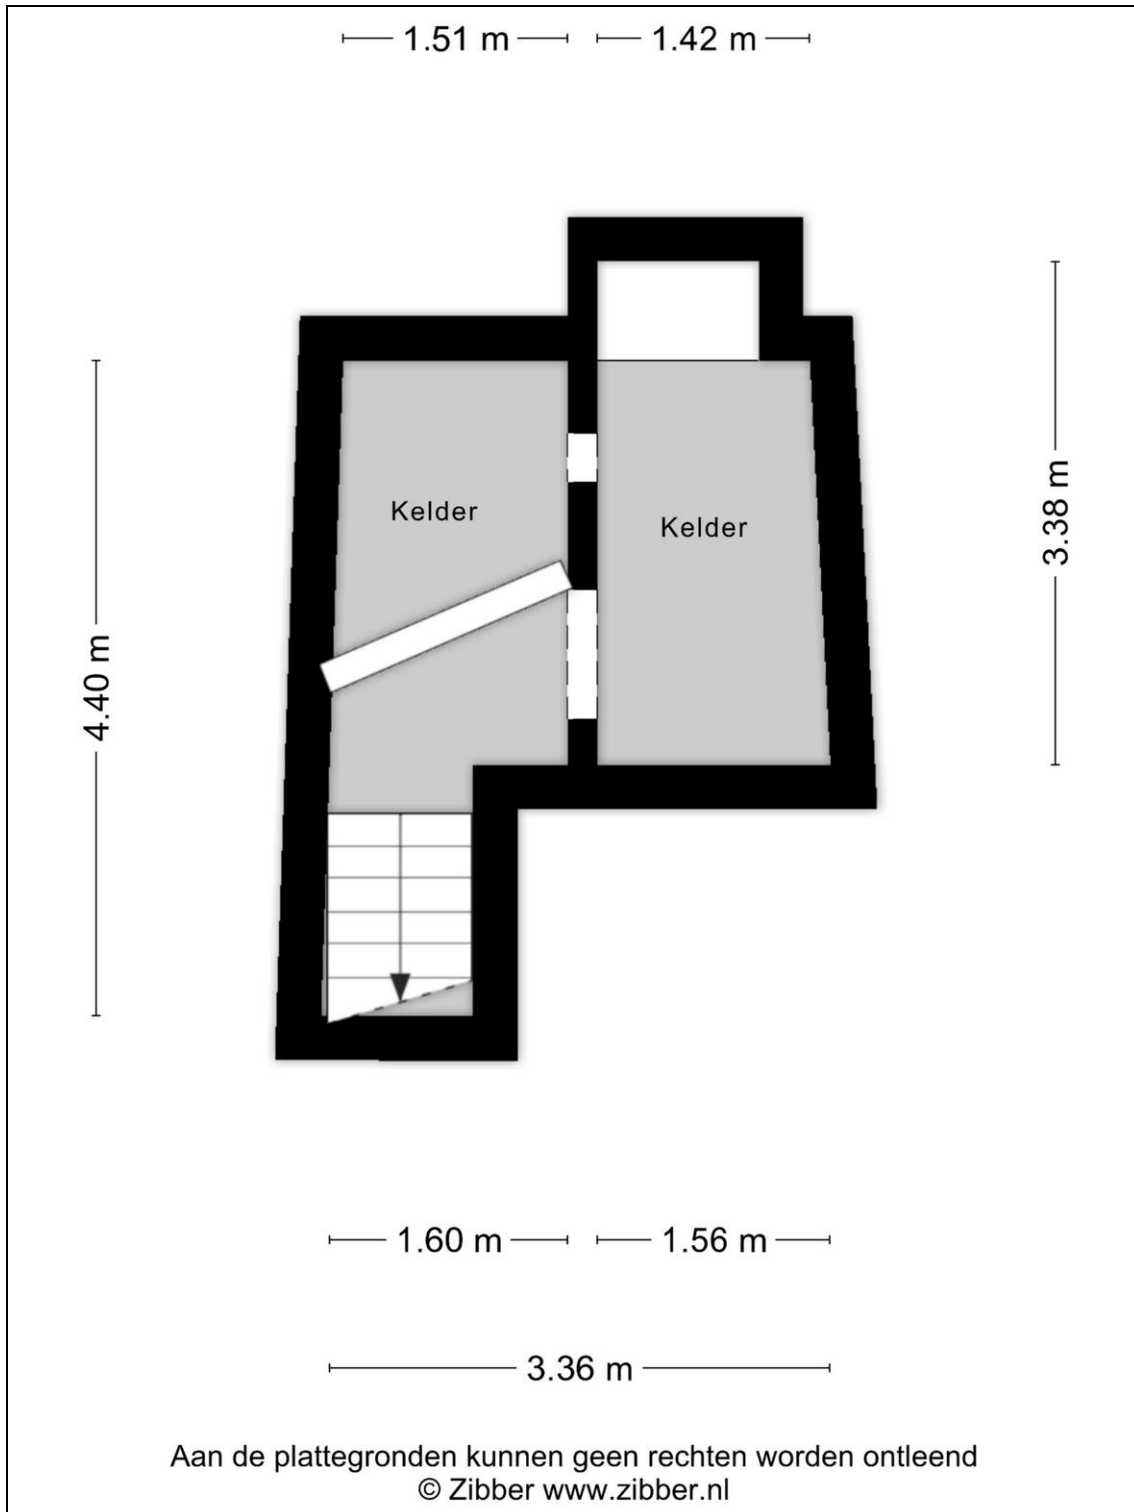 1.51 m
1.42 m
Kelder
Kelder
3.38 m
4.40 m
1.60 m
1.56 m
3.36 m
Aan de plattegronden kunnen geen rechten worden ontleend
© Zibber www.zibber.nl